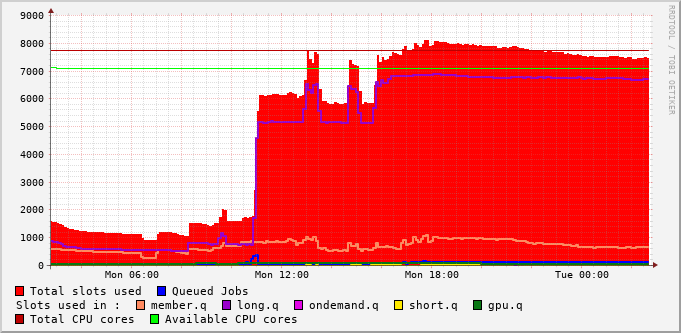 9000
8000
7000
6000
5000
4000
3000
2000
1000
0
Mon 06:00 Mon 12:00 Mon 18:00 Tue 00:00
RRDTOOL / TOBI OETIKER
Total slots used Queued Jobs
Slots used in : member.q long.q ondemand.q short.q gpu.q
Total CPU cores Available CPU cores